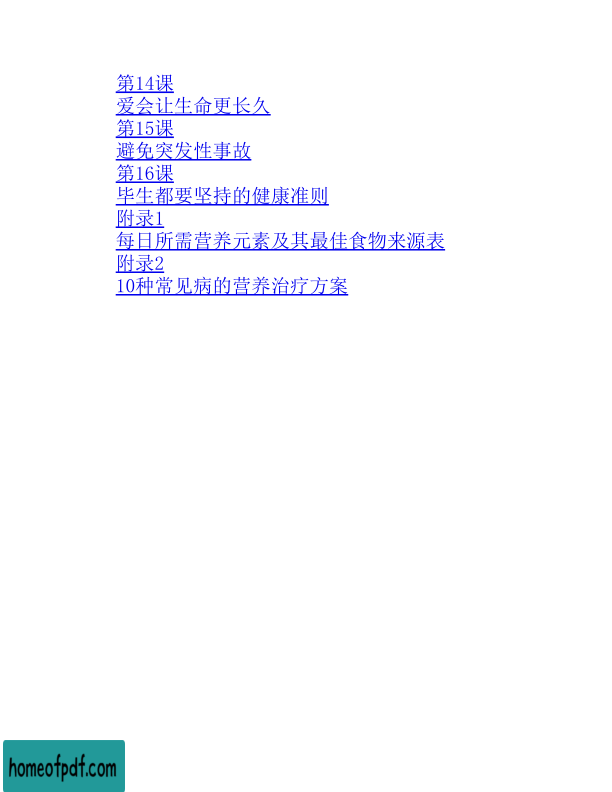 第14课
爱会让生命更长久
第15课
避免突发性事故
第16课
毕生都要坚持的健康准则
附录1
每日所需营养元素及其最佳食物来源表
附录2
10种常见病的营养治疗方案
homeofpdf.com